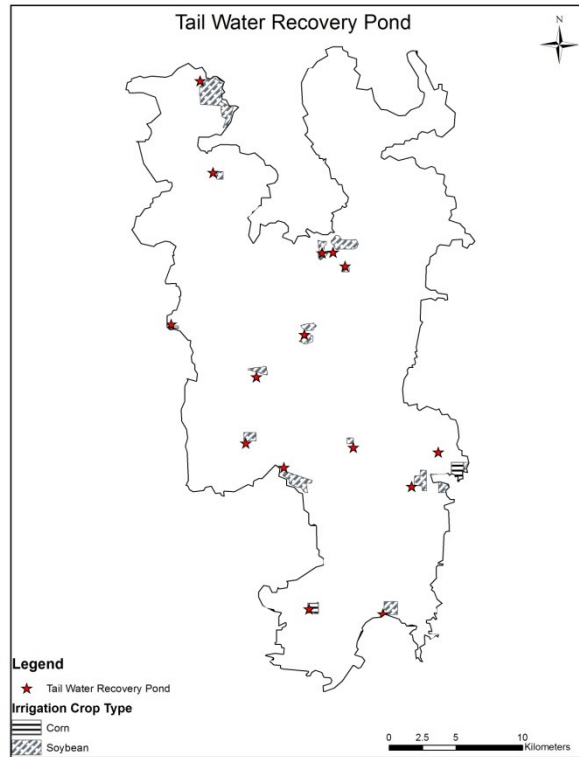 Tail Water Recovery Pond
N
Legend
Tail Water Recovery Pond
Irrigation Crop Type
Corn
Soybean
0 2.5 5 10
Kilometers